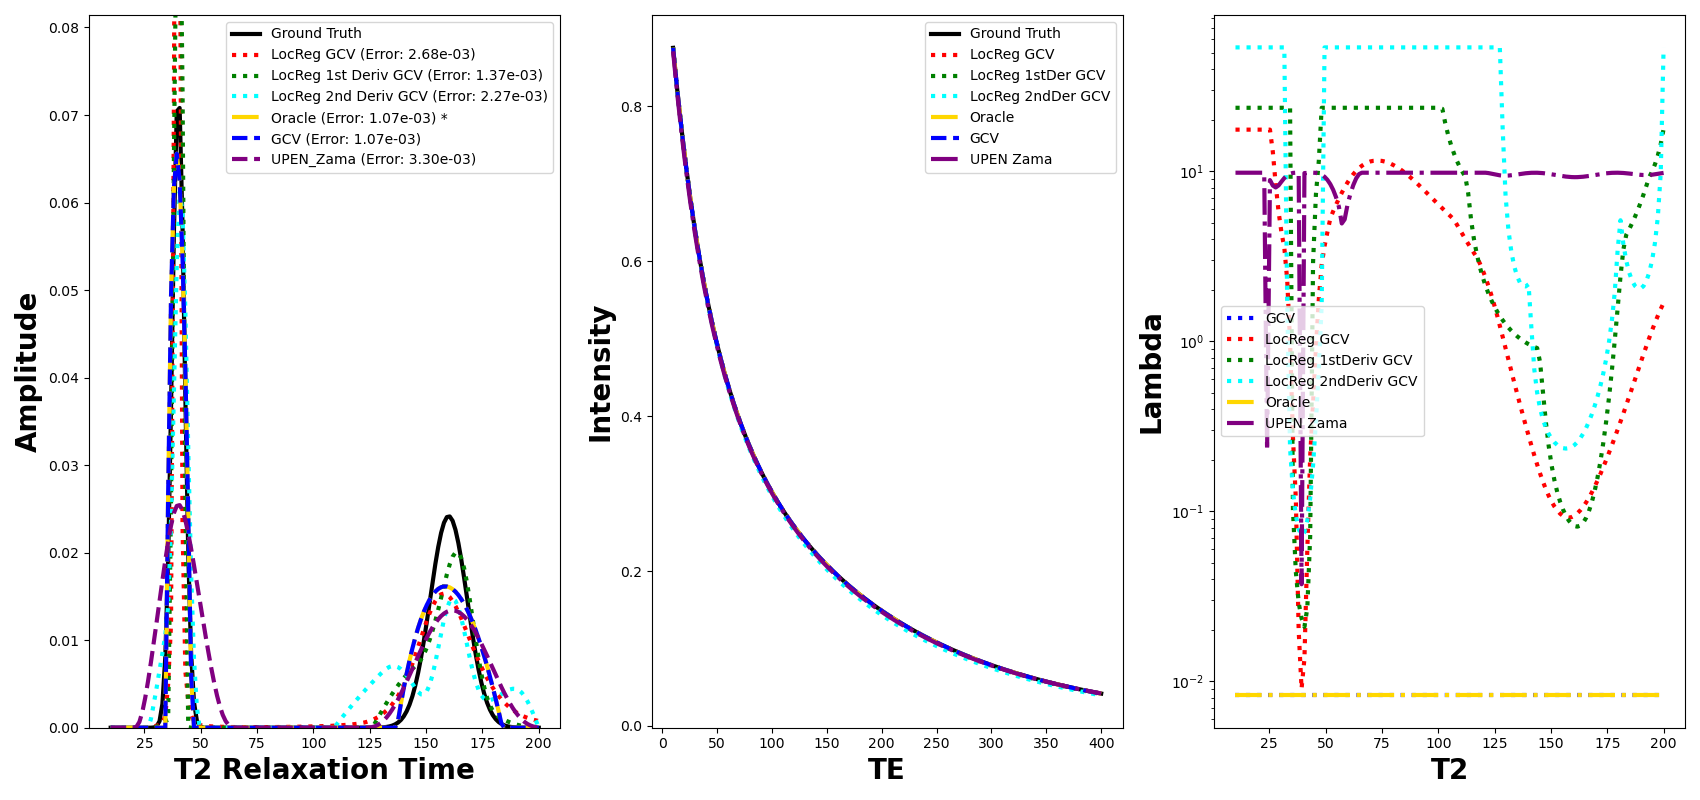 Amplitude
0.08
0.07
0.06
0.05
0.04
0.03
0.02
0.01
0.00
Ground Truth
LocReg GCV (Error: 2.68e-03)
LocReg 1st Deriv GCV (Error: 1.37e-03)
LocReg 2nd Deriv GCV (Error: 2.27e-03)
Oracle (Error: 1.07e-03) *
GCV (Error: 1.07e-03)
UPEN_Zama (Error: 3.30e-03)
25 50 75 100 125 150 175 200
T2 Relaxation Time
Intensity
0.8
0.6
0.4
0.2
0.0
Ground Truth
LocReg GCV
LocReg 1stDer GCV
LocReg 2ndDer GCV
Oracle
GCV
UPEN Zama
0 50 100 150 200 250 300 350 400
TE
Lambda
10¹
10⁰
10⁻¹
10⁻²
GCV
LocReg GCV
LocReg 1stDeriv GCV
LocReg 2ndDeriv GCV
Oracle
UPEN Zama
25 50 75 100 125 150 175 200
T2